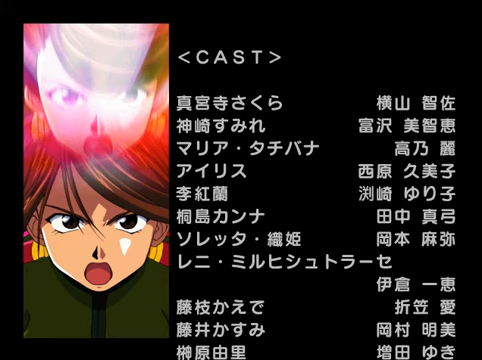 ＜ＣＡＳＴ＞
真宮寺さくら 横山 智佐
神崎すみれ 富沢 美智恵
マリア・タチバナ 高乃 麗
アイリス 西原 久美子
李紅蘭 渕崎 ゆり子
桐島カンナ 田中 真弓
ソレッタ・織姫 岡本 麻弥
レニ・ミルヒシュトラーセ
伊倉 一恵
藤枝かえで 折笠 愛
藤井かすみ 岡村 明美
榊原由里 増田 ゆき